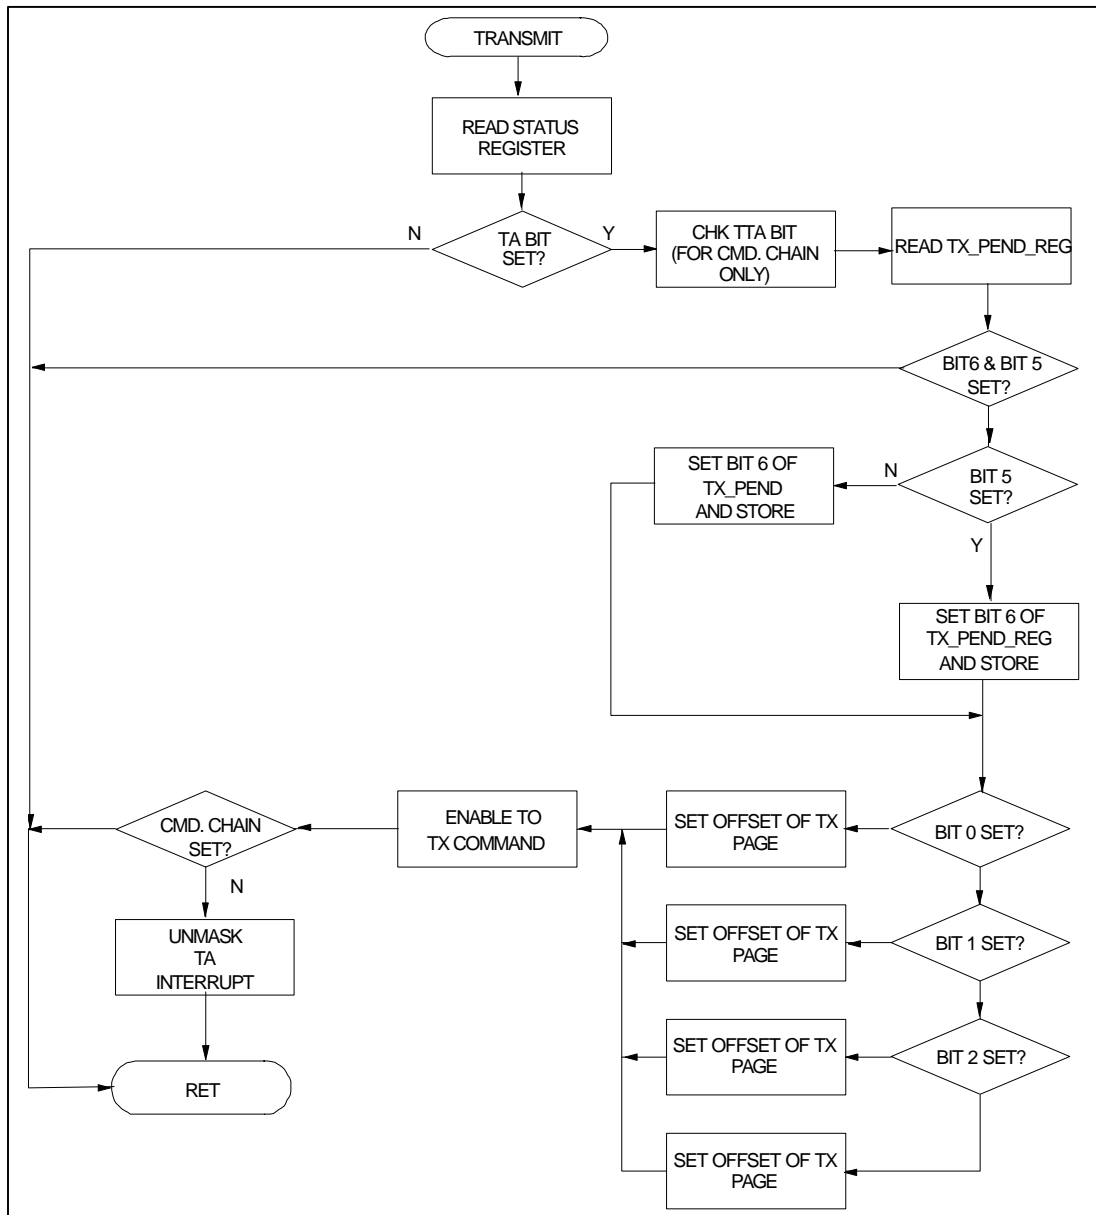 TRANSMIT
READ STATUS
REGISTER
N
TA BIT
SET?
Y
CHK TTA BIT
(FOR CMD. CHAIN
ONLY)
READ TX_PEND_REG
BIT6 & BIT 5
SET?
SET BIT 6 OF
TX_PEND
AND STORE
N
BIT 5
SET?
Y
SET BIT 6 OF
TX_PEND_REG
AND STORE
CMD. CHAIN
SET?
ENABLE TO
TX COMMAND
SET OFFSET OF TX
PAGE
BIT 0 SET?
N
UNMASK
TA
INTERRUPT
SET OFFSET OF TX
PAGE
BIT 1 SET?
SET OFFSET OF TX
PAGE
BIT 2 SET?
RET
SET OFFSET OF TX
PAGE